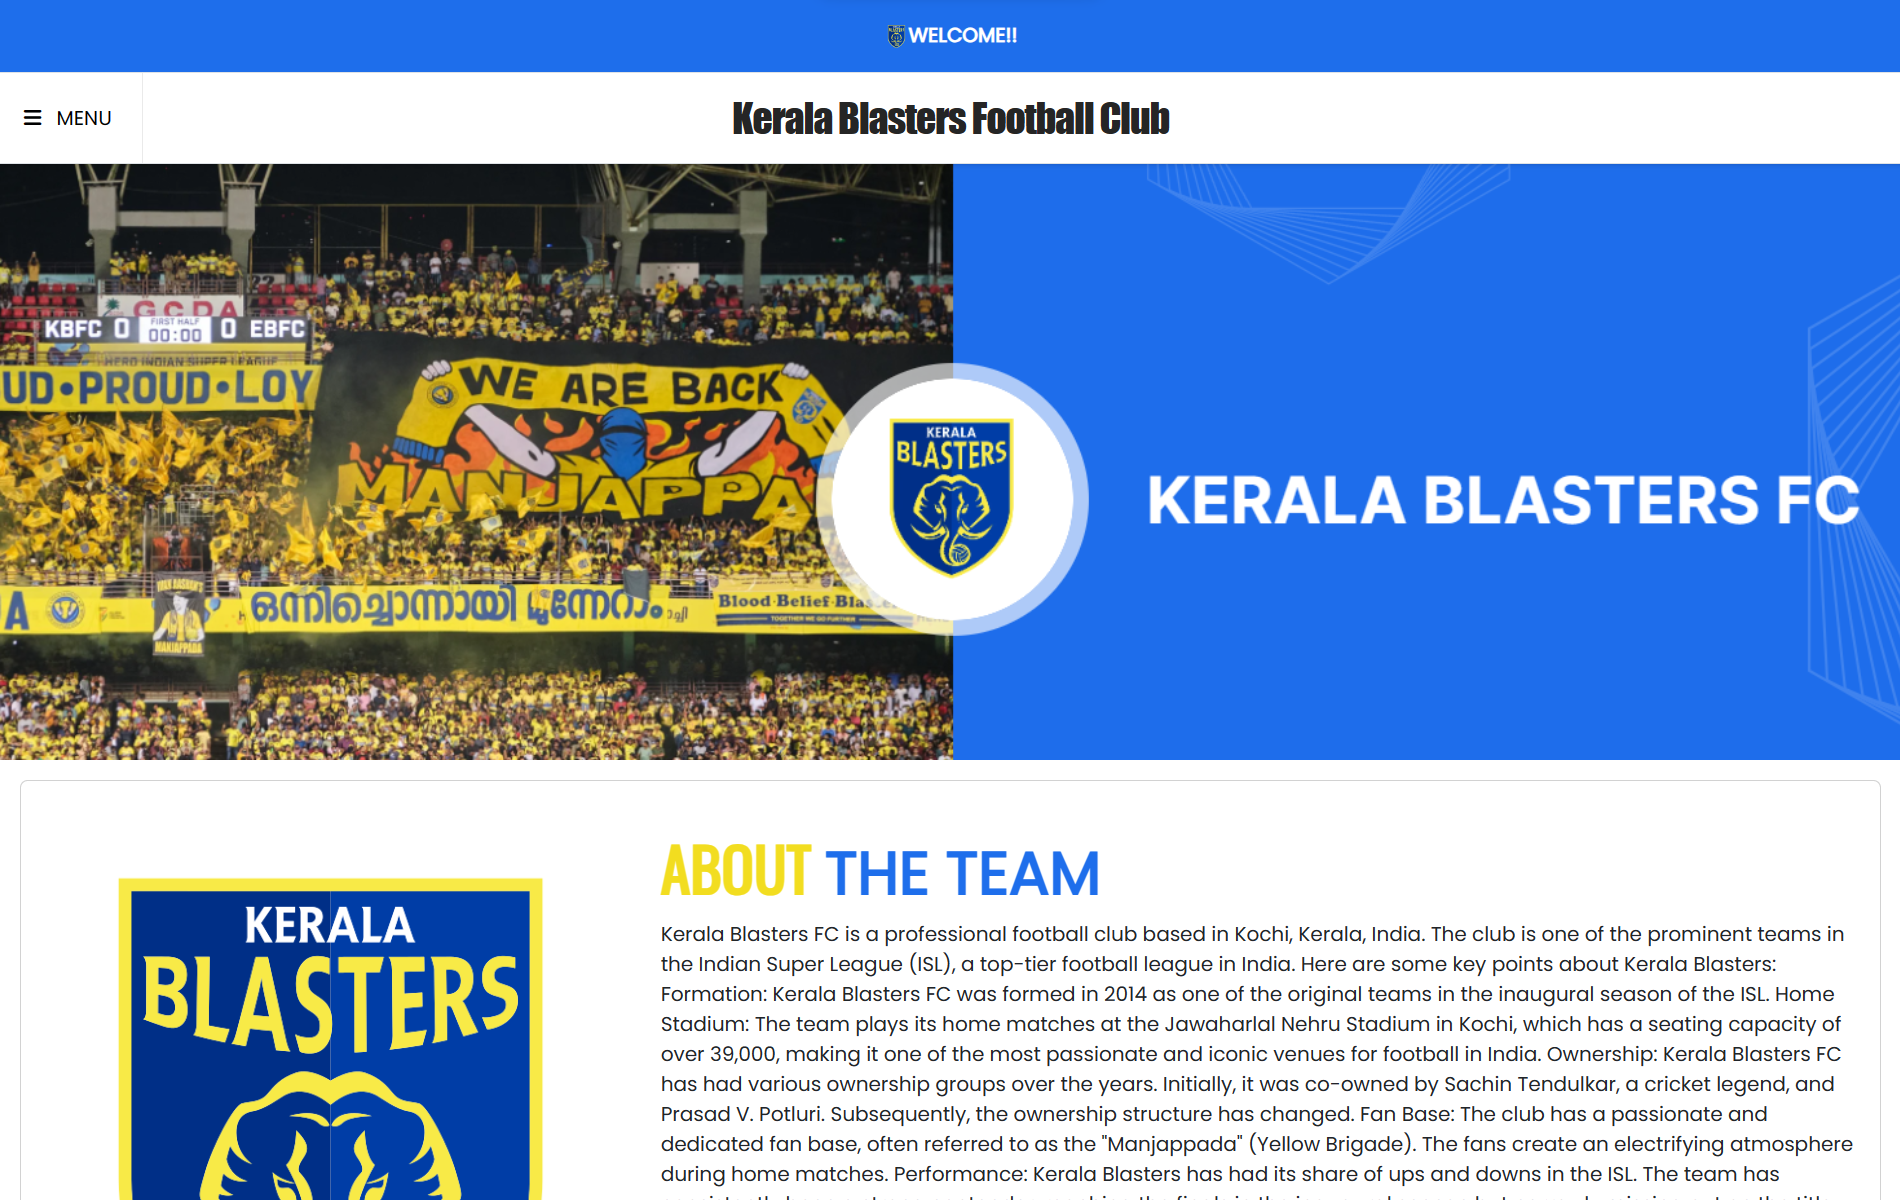 WELCOME!!
MENU
Kerala Blasters Football Club
GCDA
KBFC 0 FIRST HALF 00:00 0 EBFC
HERO INDIAN SUPER LEAGUE
UD•PROUD•LOY
WE ARE BACK
MANJAPPA
KERALA
BLASTERS
KERALA BLASTERS FC
A
ഒന്നിച്ചൊന്നായി മുന്നേറാം
Blood·Belief·Blas
TOGETHER WE GO FURTHER
MANJAPPADA
ABOUT THE TEAM
KERALA
BLASTERS
Kerala Blasters FC is a professional football club based in Kochi, Kerala, India. The club is one of the prominent teams in
the Indian Super League (ISL), a top-tier football league in India. Here are some key points about Kerala Blasters:
Formation: Kerala Blasters FC was formed in 2014 as one of the original teams in the inaugural season of the ISL. Home
Stadium: The team plays its home matches at the Jawaharlal Nehru Stadium in Kochi, which has a seating capacity of
over 39,000, making it one of the most passionate and iconic venues for football in India. Ownership: Kerala Blasters FC
has had various ownership groups over the years. Initially, it was co-owned by Sachin Tendulkar, a cricket legend, and
Prasad V. Potluri. Subsequently, the ownership structure has changed. Fan Base: The club has a passionate and
dedicated fan base, often referred to as the "Manjappada" (Yellow Brigade). The fans create an electrifying atmosphere
during home matches. Performance: Kerala Blasters has had its share of ups and downs in the ISL. The team has